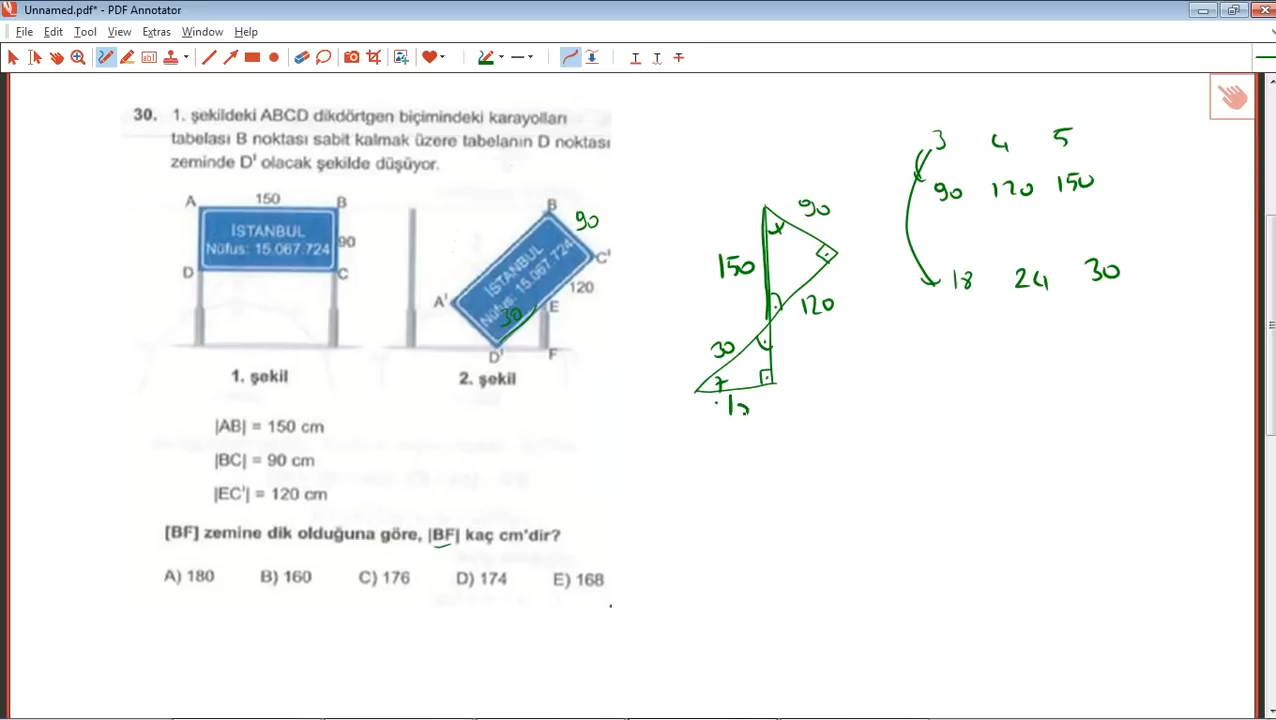 Unnamed.pdf* - PDF Annotator
File Edit Tool View Extras Window Help
30. 1. şekildeki ABCD dikdörtgen biçimindeki karayolları
tabelası B noktası sabit kalmak üzere tabelanın D noktası
zeminde D' olacak şekilde düşüyor.
A 150 B
İSTANBUL
Nüfus: 15.067.724
90
D C
1. şekil
B
90
İSTANBUL
Nüfus: 15.067.724
C'
120
A'
30
E
D' F
2. şekil
|AB| = 150 cm
|BC| = 90 cm
|EC'| = 120 cm
[BF] zemine dik olduğuna göre, |BF| kaç cm'dir?
A) 180 B) 160 C) 176 D) 174 E) 168
90
150
120
30
3 4 5
90 120 150
18 24 30